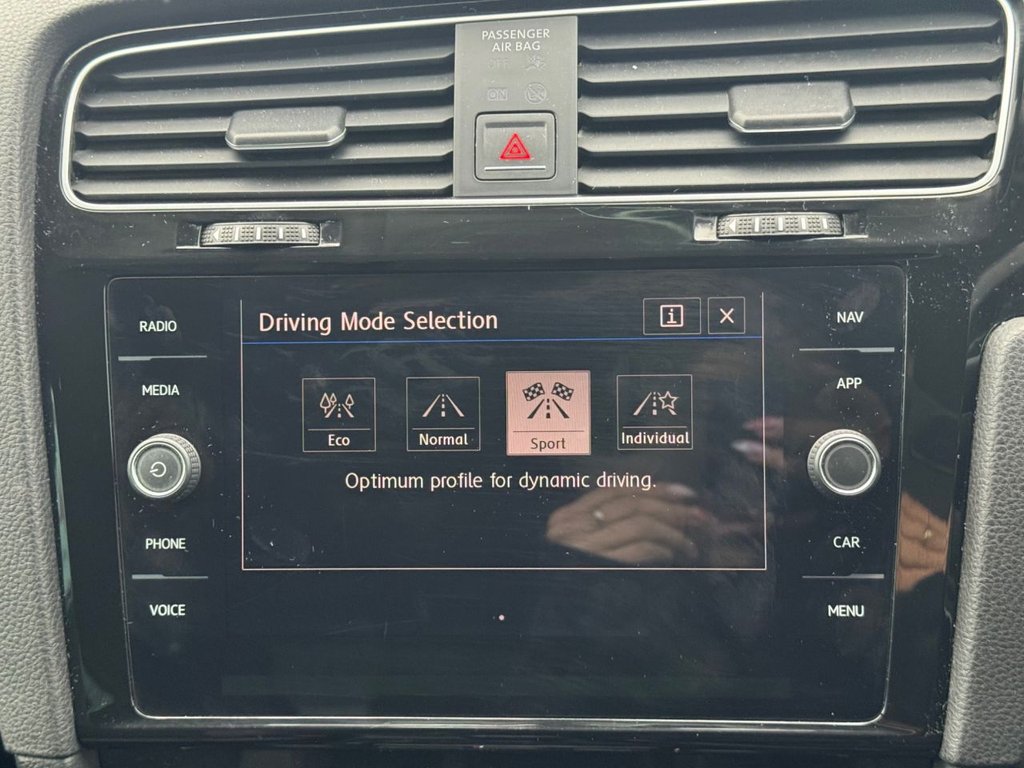 PASSENGER
AIR BAG
ON
RADIO
MEDIA
PHONE
VOICE
Driving Mode Selection
i
Eco
Normal
Sport
Individual
Optimum profile for dynamic driving.
NAV
APP
CAR
MENU